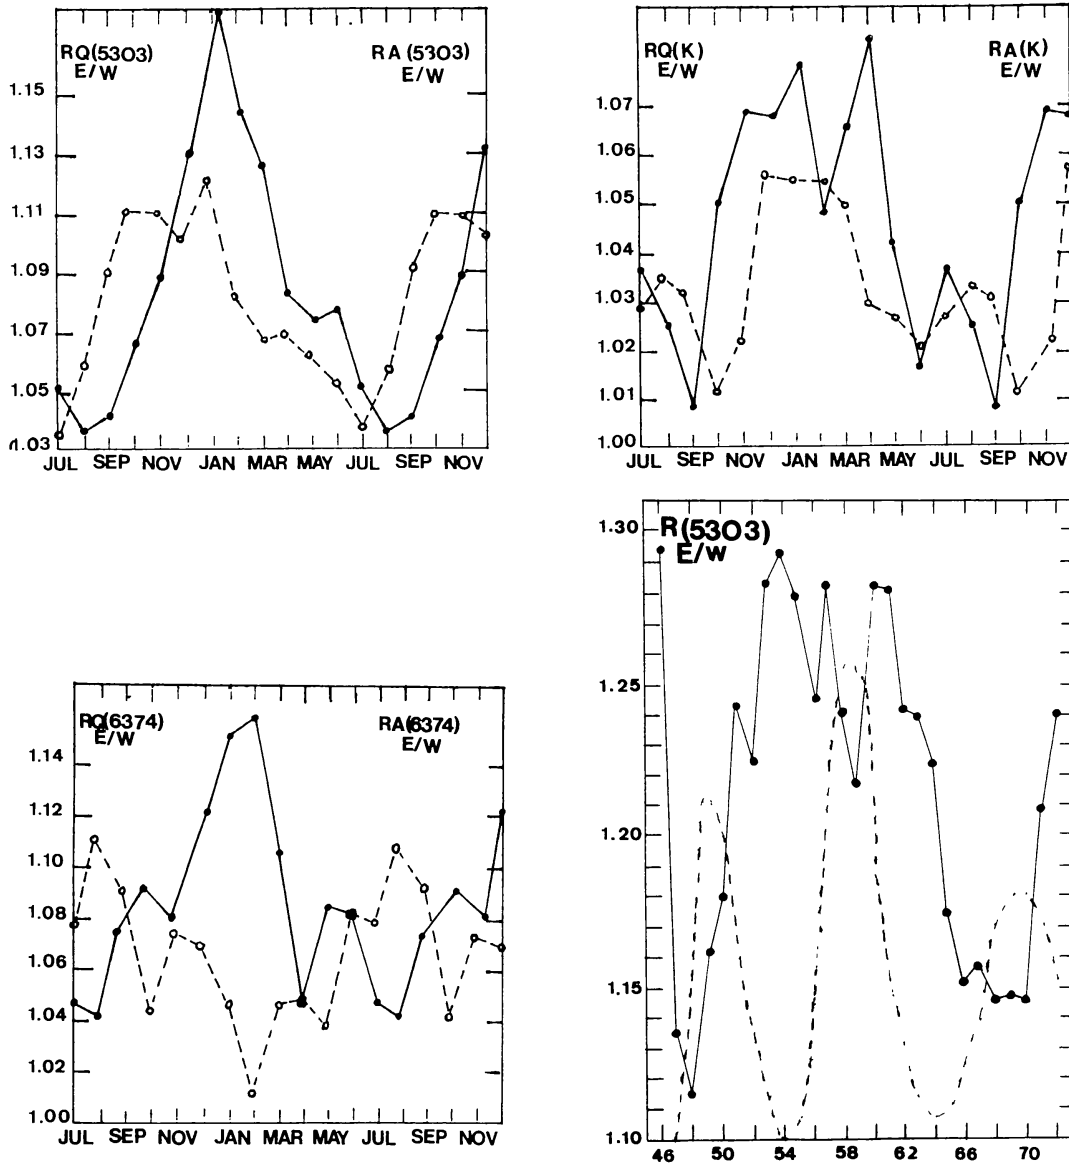 RQ(5303)
E/W
RA(5303)
E/W
1.15
1.13
1.11
1.09
1.07
1.05
1.03
JUL SEP NOV JAN MAR MAY JUL SEP NOV
RQ(K)
E/W
RA(K)
E/W
1.07
1.06
1.05
1.04
1.03
1.02
1.01
1.00
JUL SEP NOV JAN MAR MAY JUL SEP NOV
RQ(6374)
E/W
RA(6374)
E/W
1.14
1.12
1.10
1.08
1.06
1.04
1.02
1.00
JUL SEP NOV JAN MAR MAY JUL SEP NOV
R(5303)
E/W
1.30
1.25
1.20
1.15
1.10
46 50 54 58 62 66 70